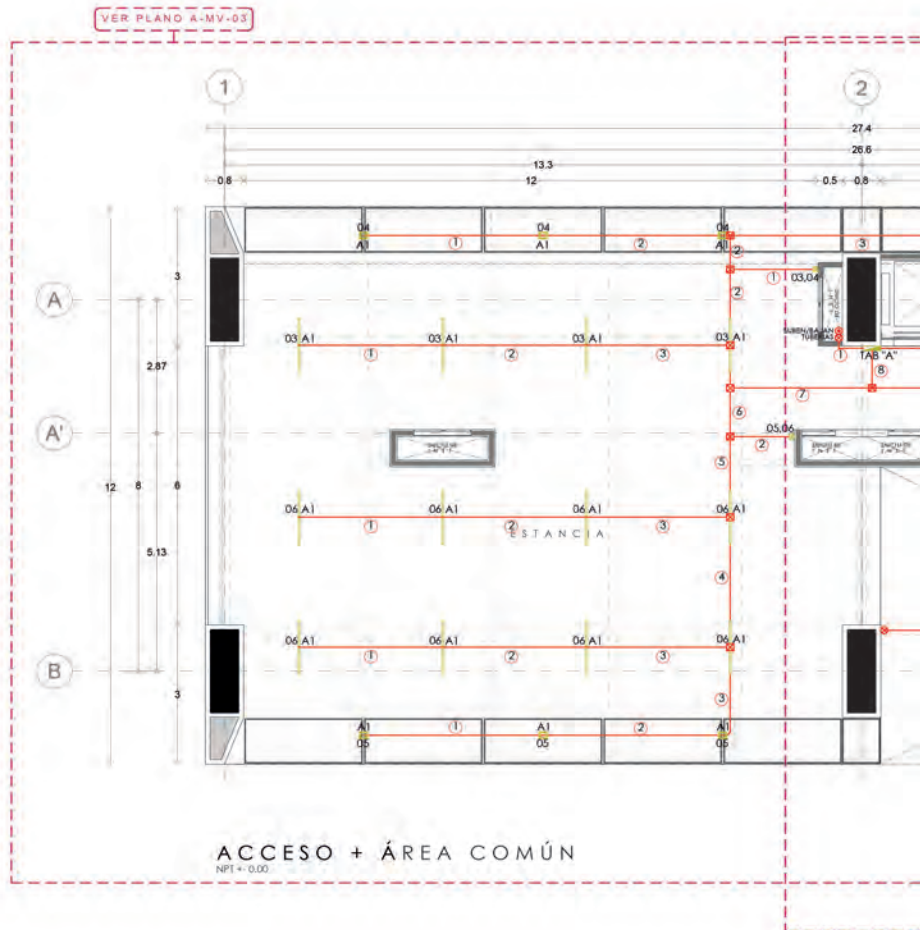 VER PLANO A-MV-03
1
2
27.4
26.6
13.3
0.8
12
0.5
0.8
04
04
04
A1
1
A1
2
A1
2
3
1
03,04
2
A
3
SUBEN/BAJAN
TUBERIAS
03 A1
03 A1
03 A1
03 A1
1
2
3
1
TAB "A"
8
2.87
7
6
A'
05,06
2
5
12
8
6
06 A1
06 A1
06 A1
06 A1
1
2
3
ESTANCIA
5.13
4
06 A1
06 A1
06 A1
06 A1
1
2
3
B
3
3
A1
1
A1
2
A1
05
05
05
ACCESO + ÁREA COMÚN
NPT +- 0.00